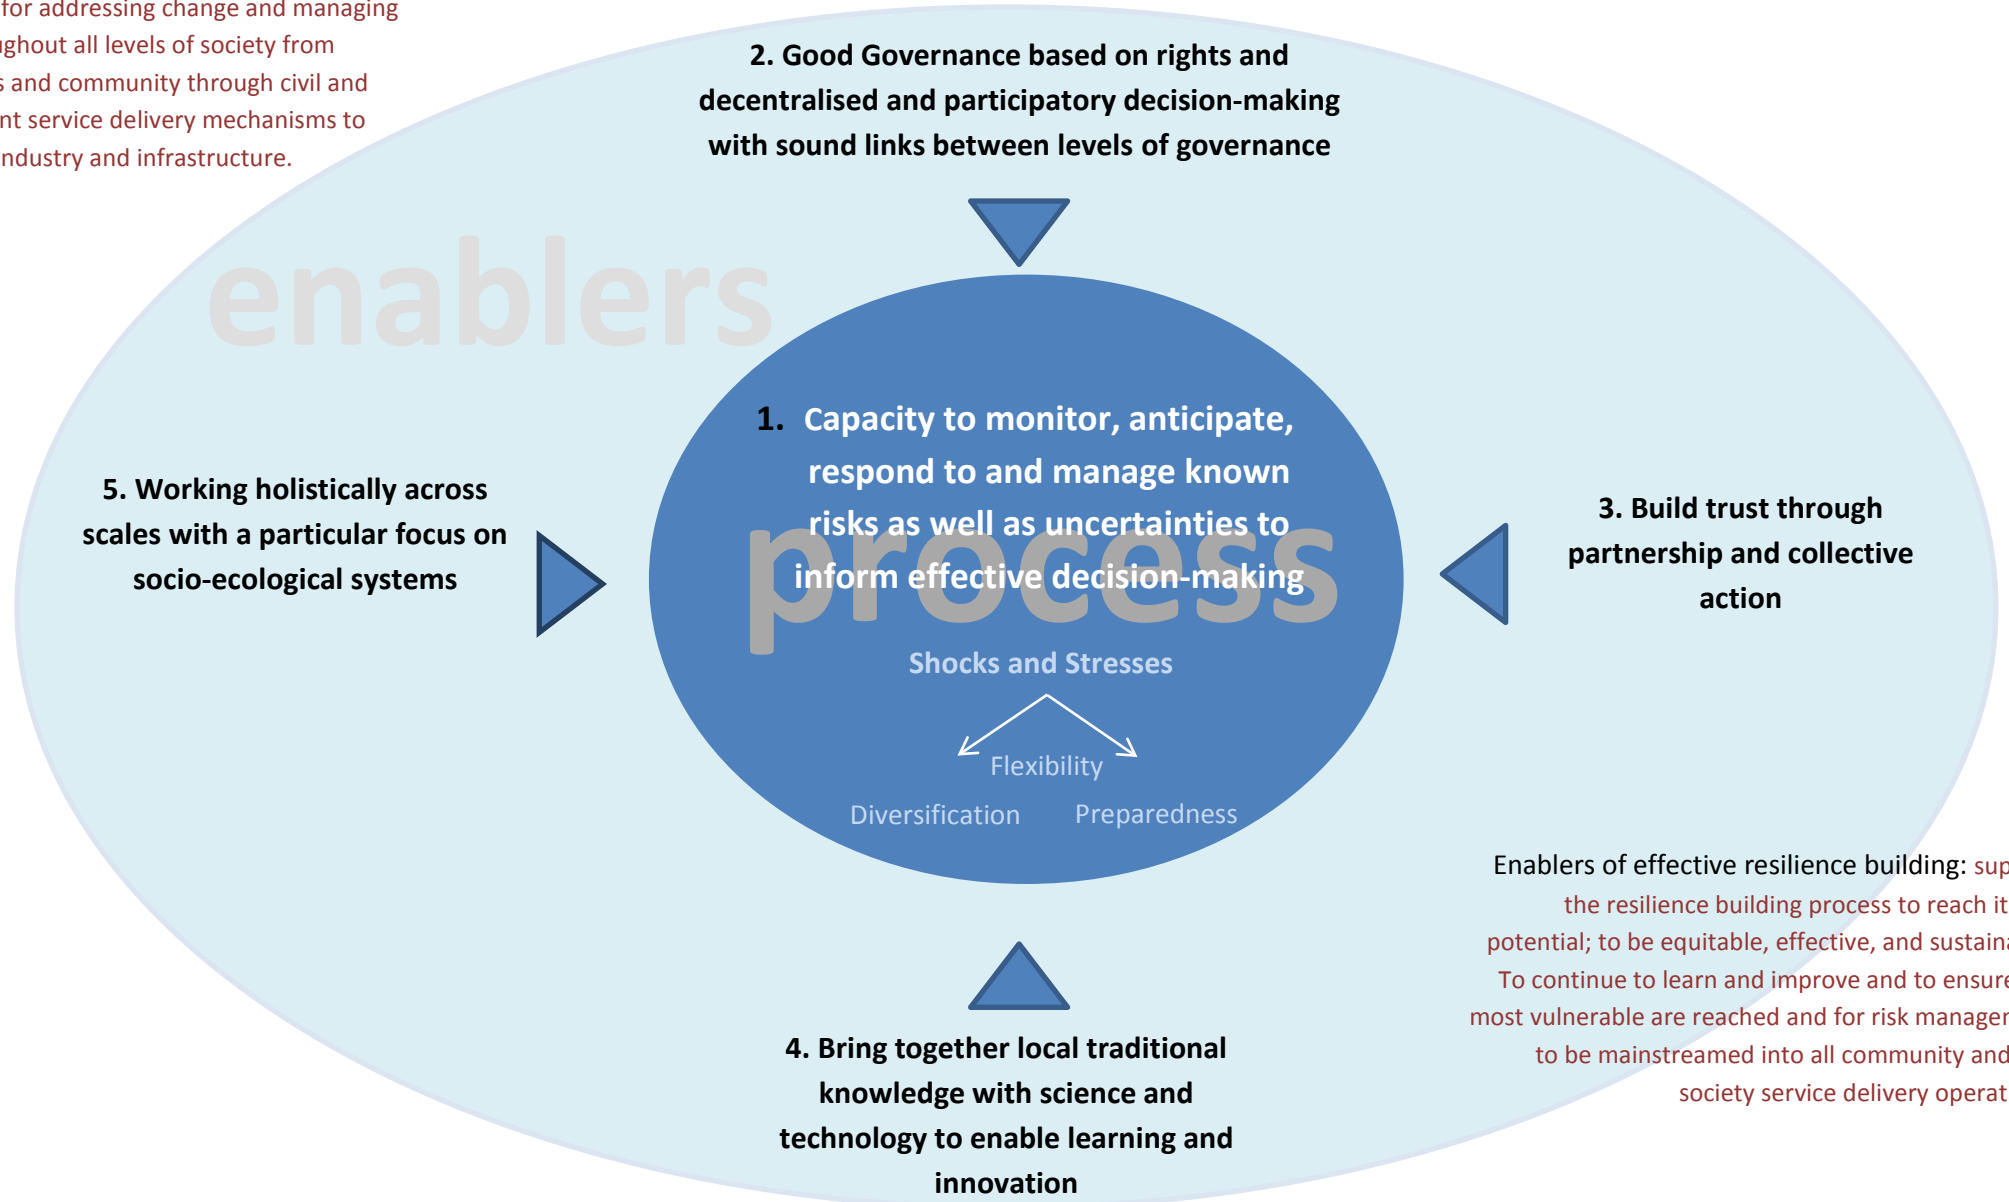 for addressing change and managing
ughout all levels of society from
s and community through civil and
nt service delivery mechanisms to
industry and infrastructure.
2. Good Governance based on rights and
decentralised and participatory decision-making
with sound links between levels of governance
enablers
1. Capacity to monitor, anticipate,
respond to and manage known
risks as well as uncertainties to
inform effective decision-making
process
Shocks and Stresses
Flexibility
Diversification Preparedness
5. Working holistically across
scales with a particular focus on
socio-ecological systems
3. Build trust through
partnership and collective
action
4. Bring together local traditional
knowledge with science and
technology to enable learning and
innovation
Enablers of effective resilience building: sup
the resilience building process to reach it
potential; to be equitable, effective, and sustaina
To continue to learn and improve and to ensure
most vulnerable are reached and for risk manager
to be mainstreamed into all community and
society service delivery operat